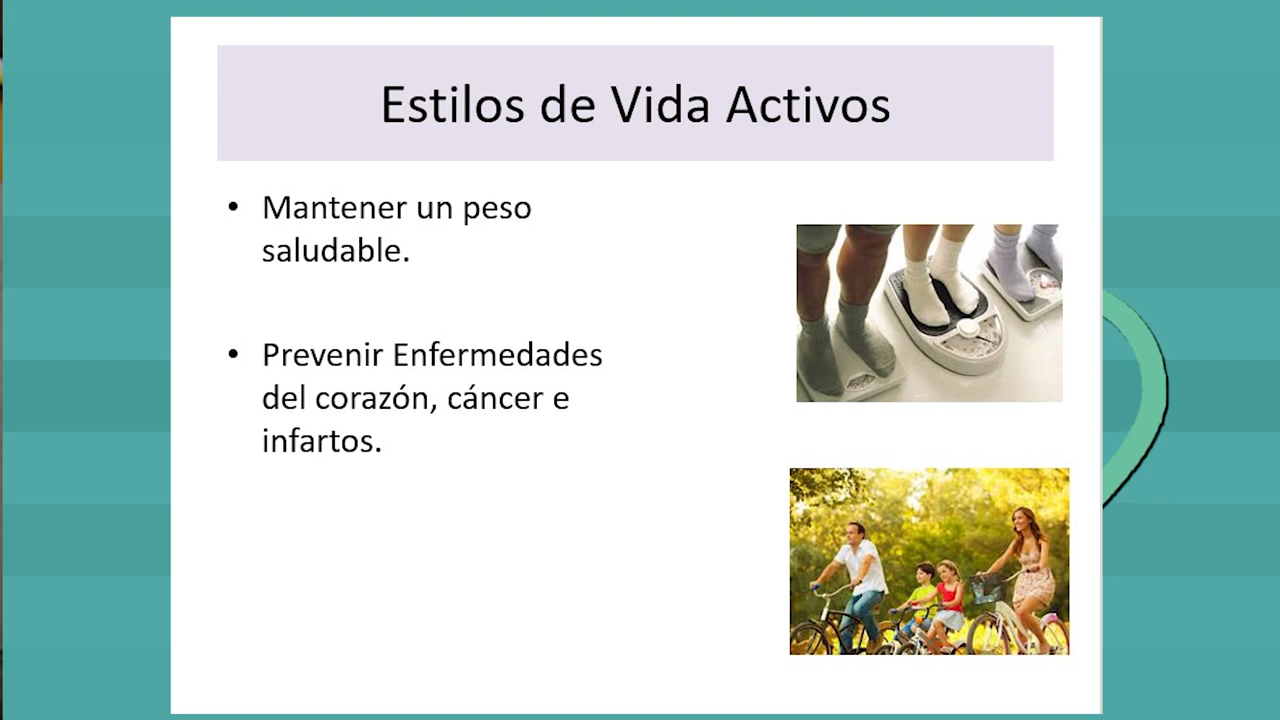 Estilos de Vida Activos
• Mantener un peso
saludable.
• Prevenir Enfermedades
del corazón, cáncer e
infartos.